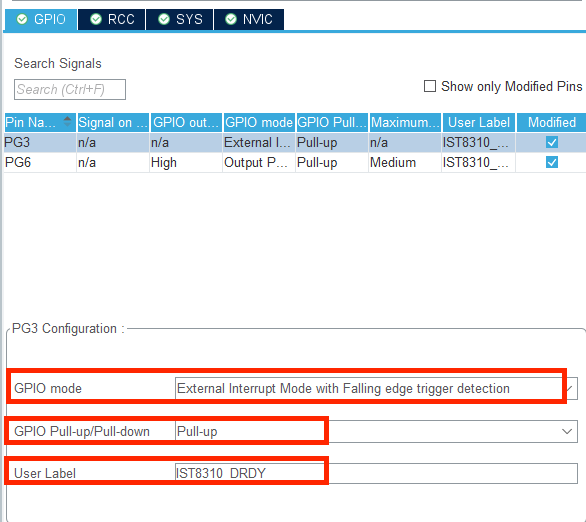 GPIO RCC SYS NVIC
Search Signals
Search (Ctrl+F) Show only Modified Pins
Pin Na... Signal on ... GPIO out... GPIO mode GPIO Pull... Maximum... User Label Modified
PG3 n/a n/a External I... Pull-up n/a IST8310_...
PG6 n/a High Output P... Pull-up Medium IST8310_...
PG3 Configuration :
GPIO mode External Interrupt Mode with Falling edge trigger detection
GPIO Pull-up/Pull-down Pull-up
User Label IST8310_DRDY